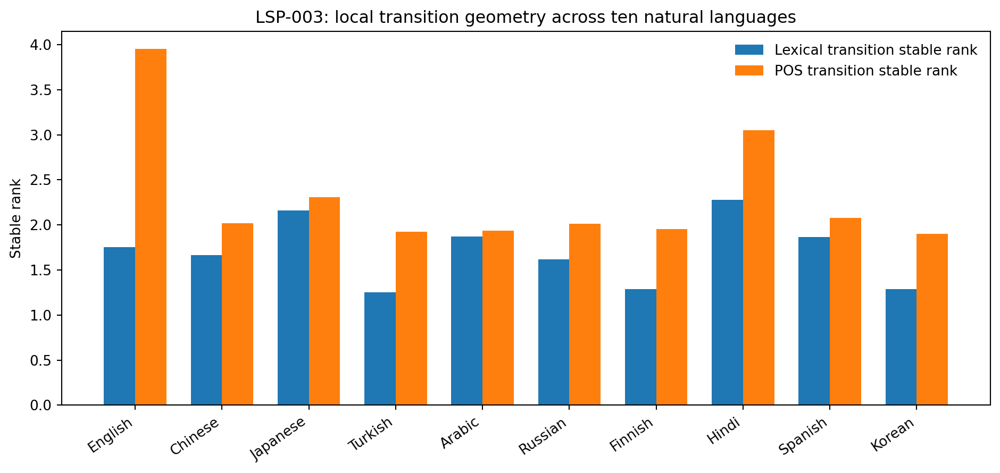 LSP-003: local transition geometry across ten natural languages
Lexical transition stable rank
POS transition stable rank
Stable rank
4.0
3.5
3.0
2.5
2.0
1.5
1.0
0.5
0.0
English
Chinese
Japanese
Turkish
Arabic
Russian
Finnish
Hindi
Spanish
Korean